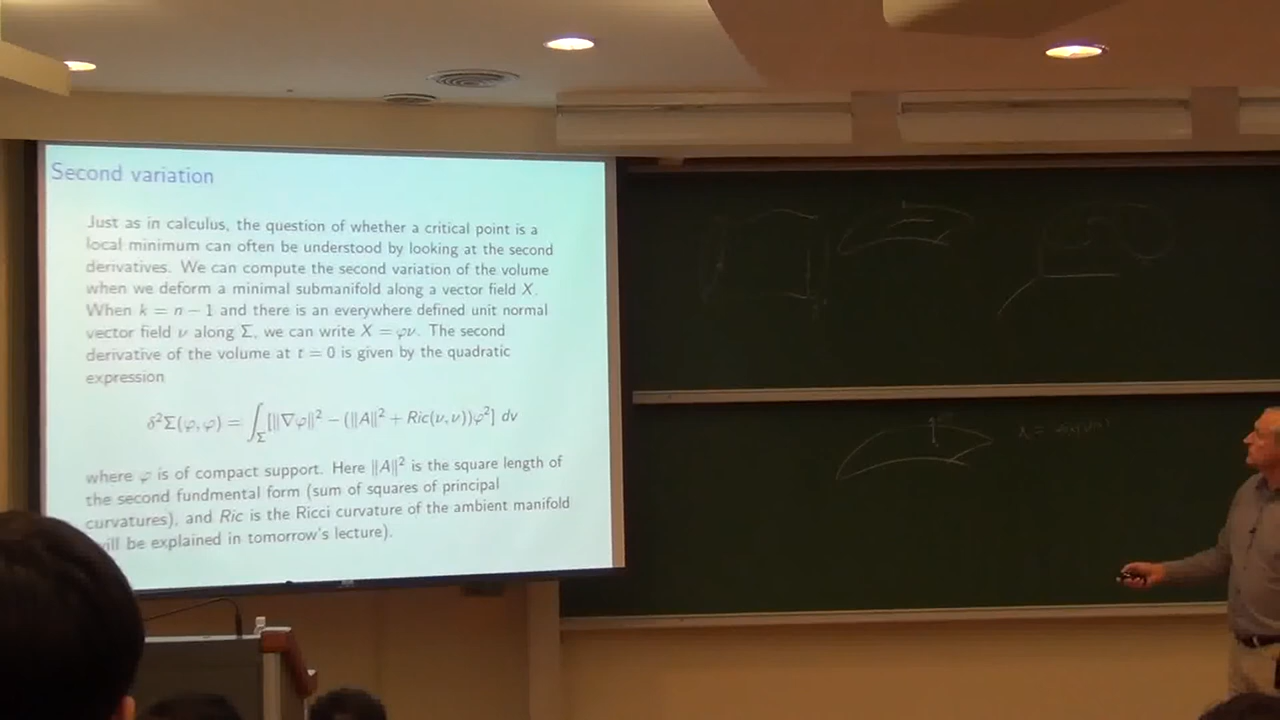 Second variation
Just as in calculus, the question of whether a critical point is a
local minimum can often be understood by looking at the second
derivatives. We can compute the second variation of the volume
when we deform a minimal submanifold along a vector field X.
When k = n − 1 and there is an everywhere defined unit normal
vector field ν along Σ, we can write X = φν. The second
derivative of the volume at t = 0 is given by the quadratic
expression
δ²Σ(φ, φ) = ∫_Σ [‖∇φ‖² − (‖A‖² + Ric(ν, ν))φ²] dv
where φ is of compact support. Here ‖A‖² is the square length of
the second fundmental form (sum of squares of principal
curvatures), and Ric is the Ricci curvature of the ambient manifold
will be explained in tomorrow's lecture).